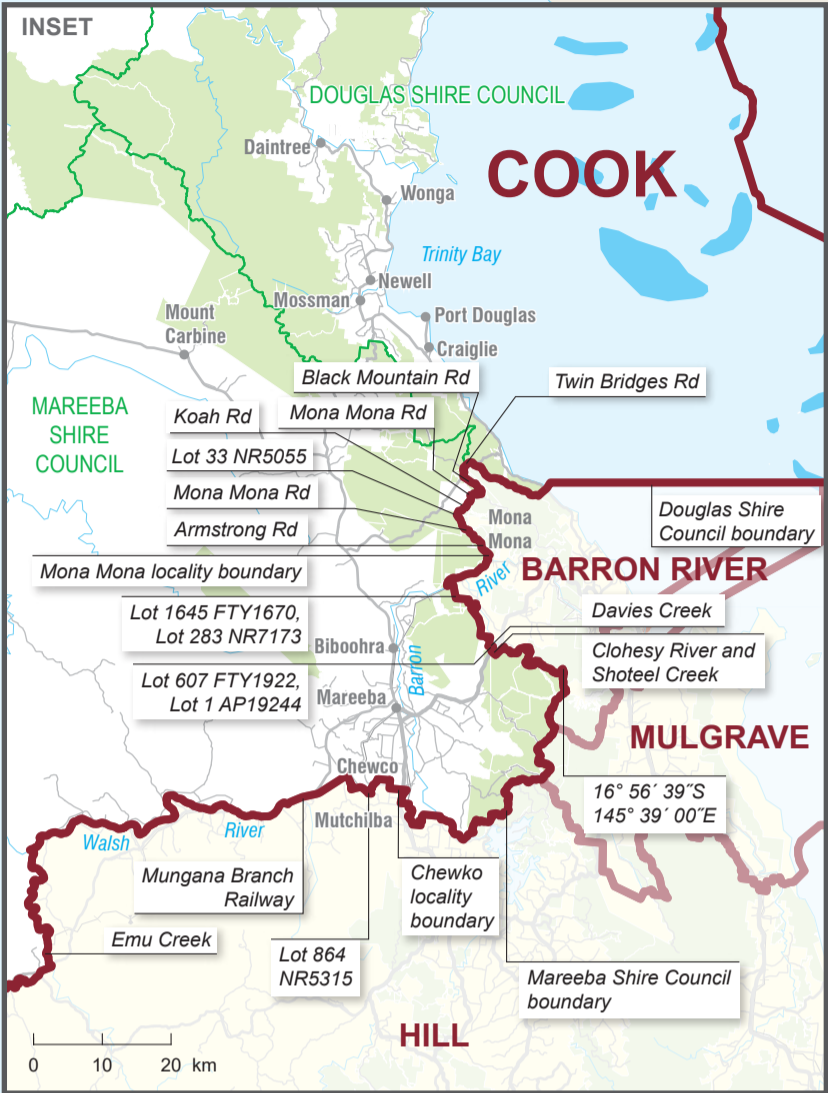 INSET
DOUGLAS SHIRE COUNCIL
Daintree
COOK
Wonga
Trinity Bay
Newell
Mossman
Mount
Carbine
Port Douglas
Craiglie
Black Mountain Rd
Twin Bridges Rd
MAREEBA
SHIRE
COUNCIL
Koah Rd
Mona Mona Rd
Lot 33 NR5055
Mona Mona Rd
Armstrong Rd
Mona
Mona
Douglas Shire
Council boundary
Mona Mona locality boundary
River
BARRON RIVER
Lot 1645 FTY1670,
Lot 283 NR7173
Davies Creek
Biboohra
Clohesy River and
Shoteel Creek
Barron
Lot 607 FTY1922,
Lot 1 AP19244
Mareeba
MULGRAVE
Chewco
16° 56´ 39˝S
145° 39´ 00˝E
Mutchilba
Walsh
River
Mungana Branch
Railway
Chewko
locality
boundary
Emu Creek
Lot 864
NR5315
Mareeba Shire Council
boundary
HILL
0 10 20 km